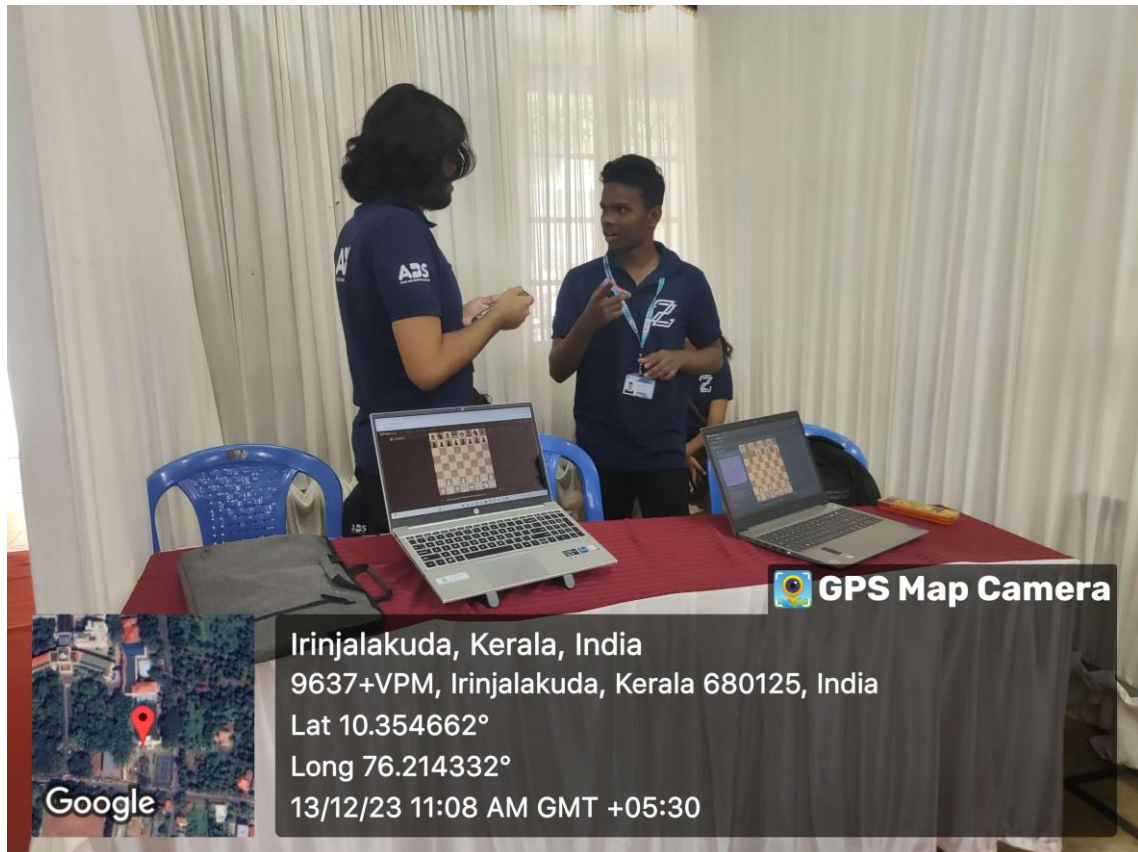 ADS
GPS Map Camera
Irinjalakuda, Kerala, India
9637+VPM, Irinjalakuda, Kerala 680125, India
Lat 10.354662°
Long 76.214332°
13/12/23 11:08 AM GMT +05:30
Google